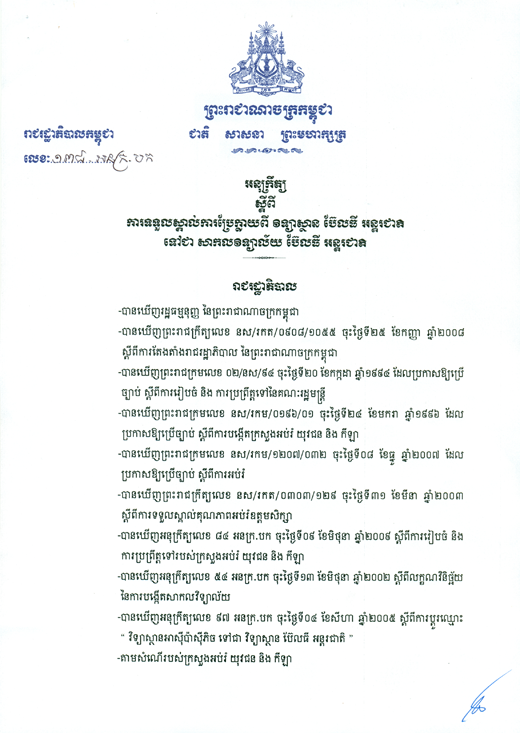 ព្រះរាជាណាចក្រកម្ពុជា
រាជរដ្ឋាភិបាលកម្ពុជា
ជាតិ សាសនា ព្រះមហាក្សត្រ
លេខ: ១៣៨ អនក្រ.បក
អនុក្រឹត្យ
ស្តីពី
ការទទួលស្គាល់ការប្រែក្លាយពី វិទ្យាស្ថាន ប៊ែលធី អន្តរជាតិ
ទៅជា សាកលវិទ្យាល័យ ប៊ែលធី អន្តរជាតិ
រាជរដ្ឋាភិបាល
-បានឃើញរដ្ឋធម្មនុញ្ញ នៃព្រះរាជាណាចក្រកម្ពុជា
-បានឃើញព្រះរាជក្រឹត្យលេខ នស/រកត/០៩០៨/១០៥៥ ចុះថ្ងៃទី២៥ ខែកញ្ញា ឆ្នាំ២០០៨
ស្តីពីការតែងតាំងរាជរដ្ឋាភិបាល នៃព្រះរាជាណាចក្រកម្ពុជា
-បានឃើញព្រះរាជក្រមលេខ ០២/នស/៩៤ ចុះថ្ងៃទី២០ ខែកក្កដា ឆ្នាំ១៩៩៤ ដែលប្រកាសឱ្យប្រើ
ច្បាប់ ស្តីពីការរៀបចំ និង ការប្រព្រឹត្តទៅនៃគណៈរដ្ឋមន្ត្រី
-បានឃើញព្រះរាជក្រមលេខ នស/រកម/០១៩៦/០១ ចុះថ្ងៃទី២៤ ខែមករា ឆ្នាំ១៩៩៦ ដែល
ប្រកាសឱ្យប្រើច្បាប់ ស្តីពីការបង្កើតក្រសួងអប់រំ យុវជន និង កីឡា
-បានឃើញព្រះរាជក្រមលេខ នស/រកម/១២០៧/០៣២ ចុះថ្ងៃទី០៨ ខែធ្នូ ឆ្នាំ២០០៧ ដែល
ប្រកាសឱ្យប្រើច្បាប់ ស្តីពីការអប់រំ
-បានឃើញព្រះរាជក្រឹត្យលេខ នស/រកត/០៣០៣/១២៩ ចុះថ្ងៃទី៣១ ខែមីនា ឆ្នាំ២០០៣
ស្តីពីការទទួលស្គាល់គុណភាពអប់រំឧត្តមសិក្សា
-បានឃើញអនុក្រឹត្យលេខ ៨៤ អនក្រ.បក ចុះថ្ងៃទី០៩ ខែមិថុនា ឆ្នាំ២០០៩ ស្តីពីការរៀបចំ និង
ការប្រព្រឹត្តទៅរបស់ក្រសួងអប់រំ យុវជន និង កីឡា
-បានឃើញអនុក្រឹត្យលេខ ៥៤ អនក្រ.បក ចុះថ្ងៃទី១៣ ខែមិថុនា ឆ្នាំ២០០២ ស្តីពីលក្ខណវិនិច្ឆ័យ
នៃការបង្កើតសាកលវិទ្យាល័យ
-បានឃើញអនុក្រឹត្យលេខ ៩៧ អនក្រ.បក ចុះថ្ងៃទី០៤ ខែសីហា ឆ្នាំ២០០៥ ស្តីពីការប្តូរឈ្មោះ
" វិទ្យាស្ថានអាស៊ីប៉ាស៊ីភិច ទៅជា វិទ្យាស្ថាន ប៊ែលធី អន្តរជាតិ "
-តាមសំណើរបស់ក្រសួងអប់រំ យុវជន និង កីឡា